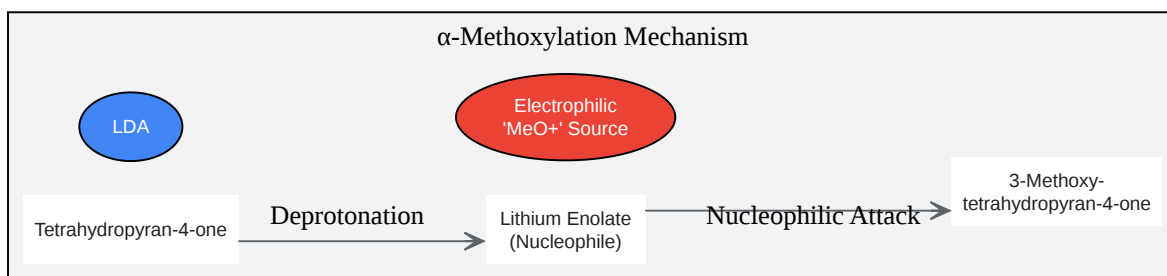 α-Methoxylation Mechanism
LDA
Electrophilic
'MeO+' Source
Tetrahydropyran-4-one
Deprotonation
Lithium Enolate
(Nucleophile)
Nucleophilic Attack
3-Methoxy-
tetrahydropyran-4-one